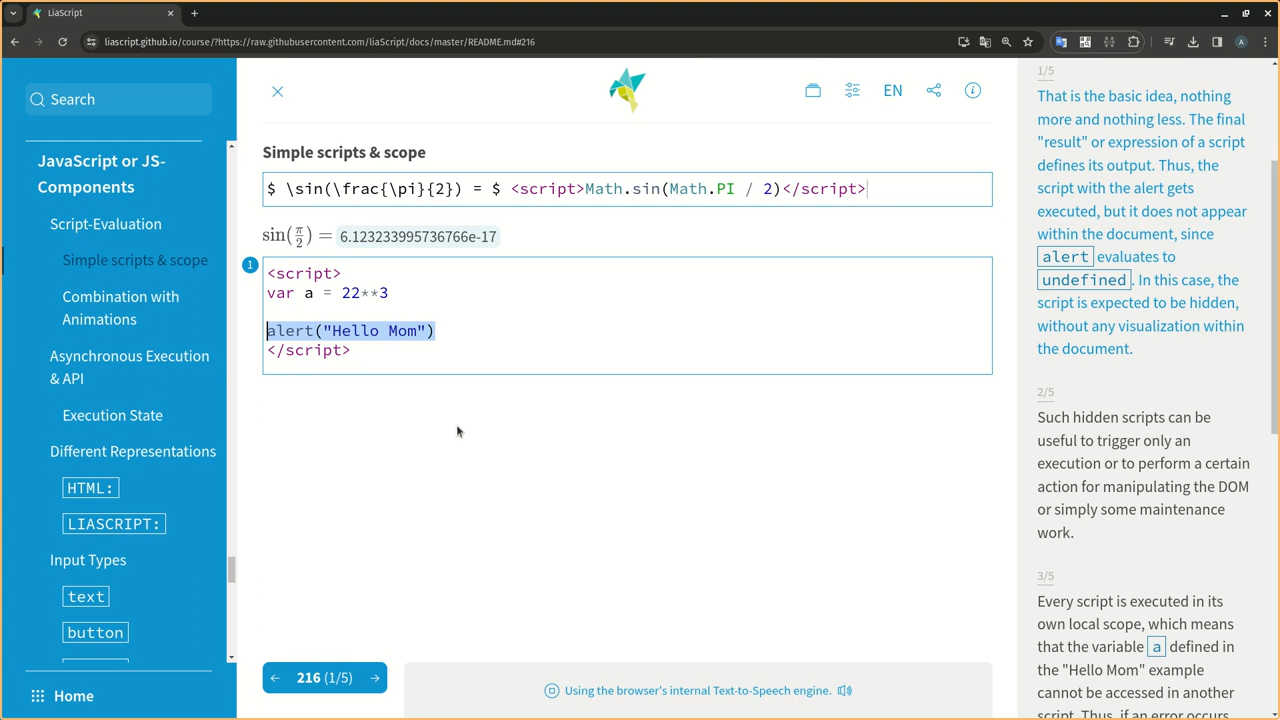 LiaScript
liascript.github.io/course/?https://raw.githubusercontent.com/liaScript/docs/master/README.md#216
A
Search
JavaScript or JS-
Components
Script-Evaluation
Simple scripts & scope
Combination with
Animations
Asynchronous Execution
& API
Execution State
Different Representations
HTML:
LIASCRIPT:
Input Types
text
button
Home
EN
Simple scripts & scope
$ \sin(\frac{\pi}{2}) = $ <script>Math.sin(Math.PI / 2)</script>
sin(π/2) = 6.123233995736766e-17
1
<script>
var a = 22**3
alert("Hello Mom")
</script>
216 (1/5)
Using the browser's internal Text-to-Speech engine.
1/5
That is the basic idea, nothing
more and nothing less. The final
"result" or expression of a script
defines its output. Thus, the
script with the alert gets
executed, but it does not appear
within the document, since
alert evaluates to
undefined. In this case, the
script is expected to be hidden,
without any visualization within
the document.
2/5
Such hidden scripts can be
useful to trigger only an
execution or to perform a certain
action for manipulating the DOM
or simply some maintenance
work.
3/5
Every script is executed in its
own local scope, which means
that the variable a defined in
the "Hello Mom" example
cannot be accessed in another
script. Thus, if an error occurs